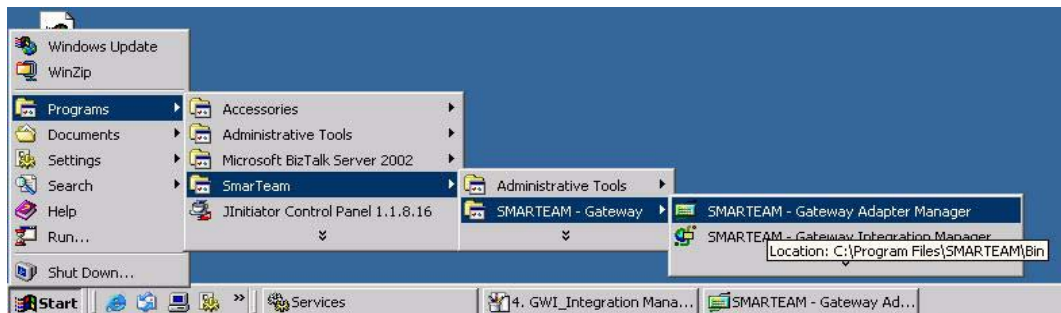 Windows Update
WinZip
Programs
Documents
Settings
Search
Help
Run...
Shut Down...
Accessories
Administrative Tools
Microsoft BizTalk Server 2002
SmarTeam
JInitiator Control Panel 1.1.8.16
Administrative Tools
SMARTEAM - Gateway
SMARTEAM - Gateway Adapter Manager
SMARTEAM - Gateway Integration Manager
Location: C:\Program Files\SMARTEAM\Bin
Start
Services
4. GWI_Integration Mana...
SMARTEAM - Gateway Ad...